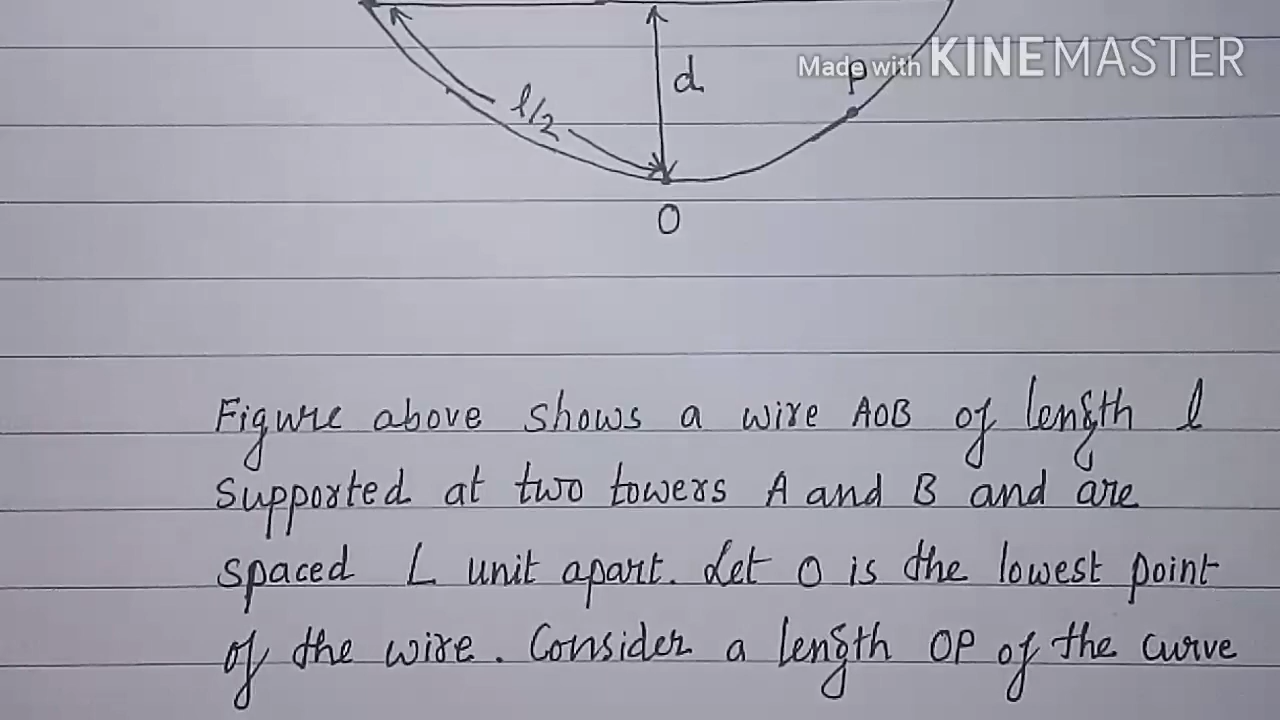 Made with KINEMASTER
d
P
l/2
O
Figure above shows a wire AOB of length l
supported at two towers A and B and are
spaced L unit apart. Let O is the lowest point
of the wire. Consider a length OP of the curve